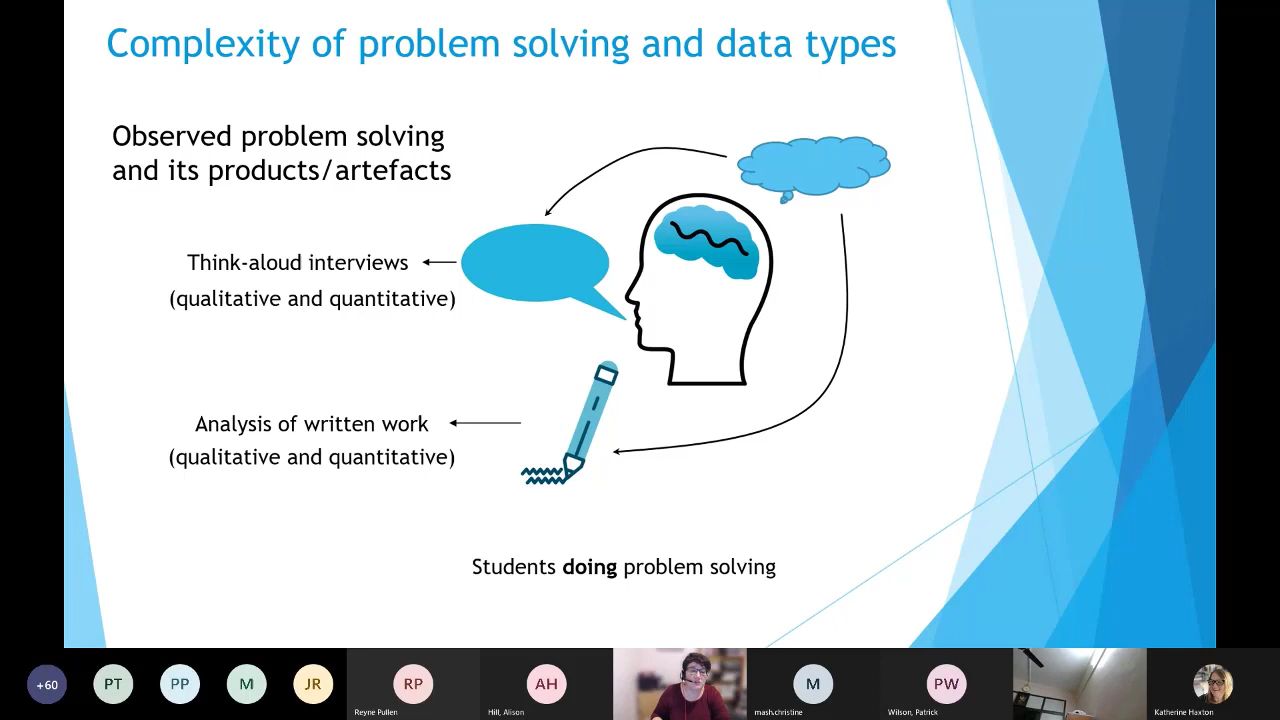 Complexity of problem solving and data types
Observed problem solving
and its products/artefacts
Think-aloud interviews
(qualitative and quantitative)
Analysis of written work
(qualitative and quantitative)
Students doing problem solving
+60
PT
PP
M
JR
RP
AH
M
PW
Reyne Pullen
Hill, Alison
mash.christine
Wilson, Patrick
Katherine Haxton